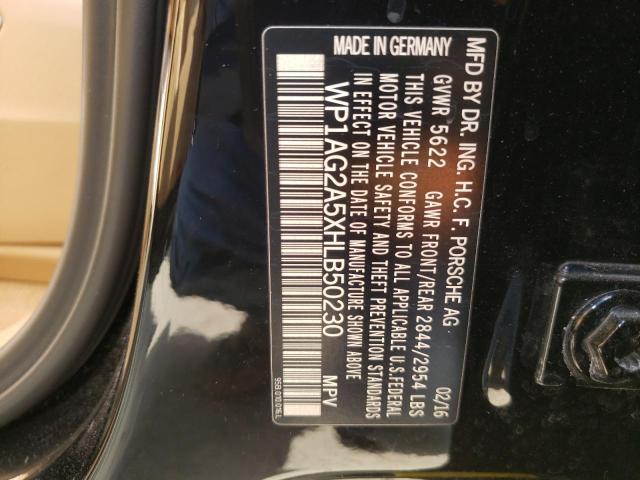 MFD BY DR. ING. H.C. F. PORSCHE AG
GVWR 5622 GAWR FRONT/REAR 2844/2954 LBS
THIS VEHICLE CONFORMS TO ALL APPLICABLE U.S. FEDERAL
MOTOR VEHICLE SAFETY AND THEFT PREVENTION STANDARDS
IN EFFECT ON THE DATE OF MANUFACTURE SHOWN ABOVE
WP1AG2A5XHLB50230
MADE IN GERMANY
02/16
MPV